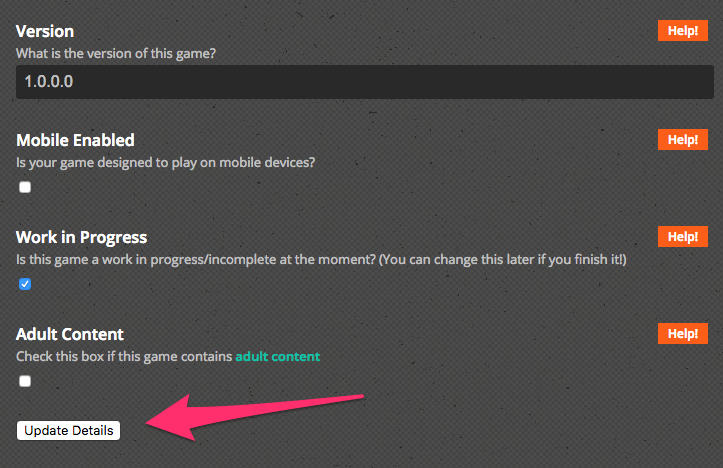 Version
Help!
What is the version of this game?
1.0.0.0
Mobile Enabled
Help!
Is your game designed to play on mobile devices?
Work in Progress
Help!
Is this game a work in progress/incomplete at the moment? (You can change this later if you finish it!)
Adult Content
Help!
Check this box if this game contains adult content
Update Details